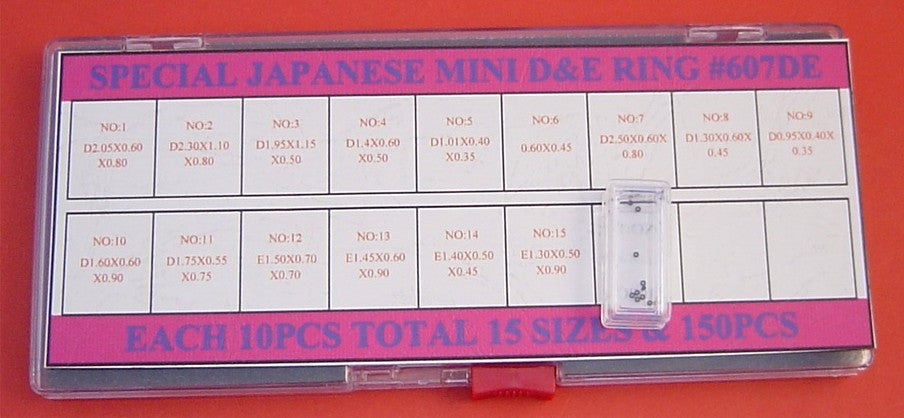 SPECIAL JAPANESE MINI D&E RING #607DE
NO:1
D2.05X0.60
X0.80
NO:2
D2.30X1.10
X0.80
NO:3
D1.95X1.15
X0.50
NO:4
D1.4X0.60
X0.50
NO:5
D1.01X0.40
X0.35
NO:6
0.60X0.45
NO:7
D2.50X0.60X
0.80
NO:8
D1.30X0.60X
0.45
NO:9
D0.95X0.40X
0.35
NO:10
D1.60X0.60
X0.90
NO:11
D1.75X0.55
X0.75
NO:12
E1.50X0.70
X0.70
NO:13
E1.45X0.60
X0.90
NO:14
E1.40X0.50
X0.45
NO:15
E1.30X0.50
X0.90
EACH 10PCS TOTAL 15 SIZES & 150PCS